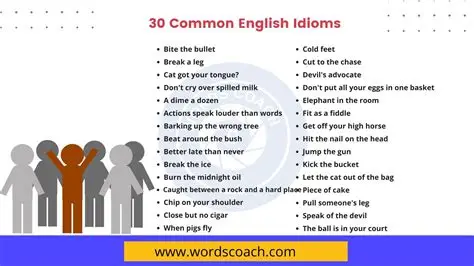 30 Common English Idioms
Bite the bullet
Break a leg
Cat got your tongue?
Don't cry over spilled milk
A dime a dozen
Actions speak louder than words
Barking up the wrong tree
Beat around the bush
Better late than never
Break the ice
Burn the midnight oil
Caught between a rock and a hard place
Chip on your shoulder
Close but no cigar
When pigs fly
Cold feet
Cut to the chase
Devil's advocate
Don't put all your eggs in one basket
Elephant in the room
Fit as a fiddle
Get off your high horse
Hit the nail on the head
Jump the gun
Kick the bucket
Let the cat out of the bag
Piece of cake
Pull someone's leg
Speak of the devil
The ball is in your court
www.wordscoach.com